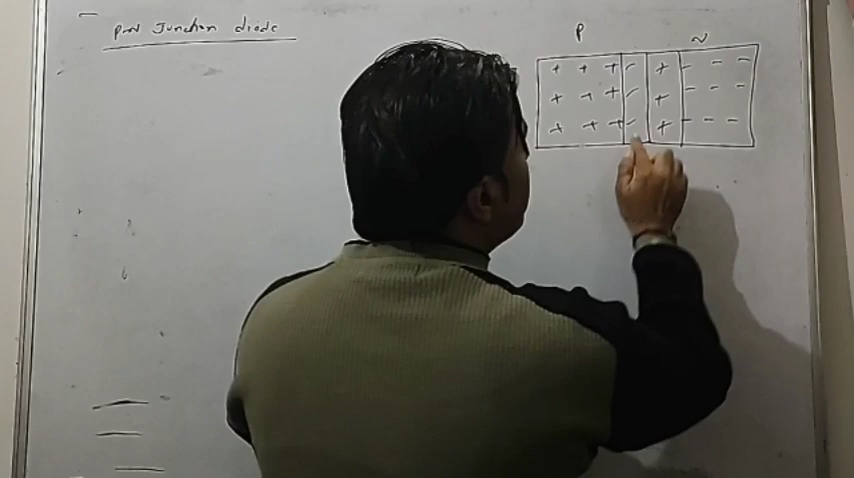 PN Junction diode
P N
+ + + - + - - -
+ + + - + - - -
+ + + - + - - -